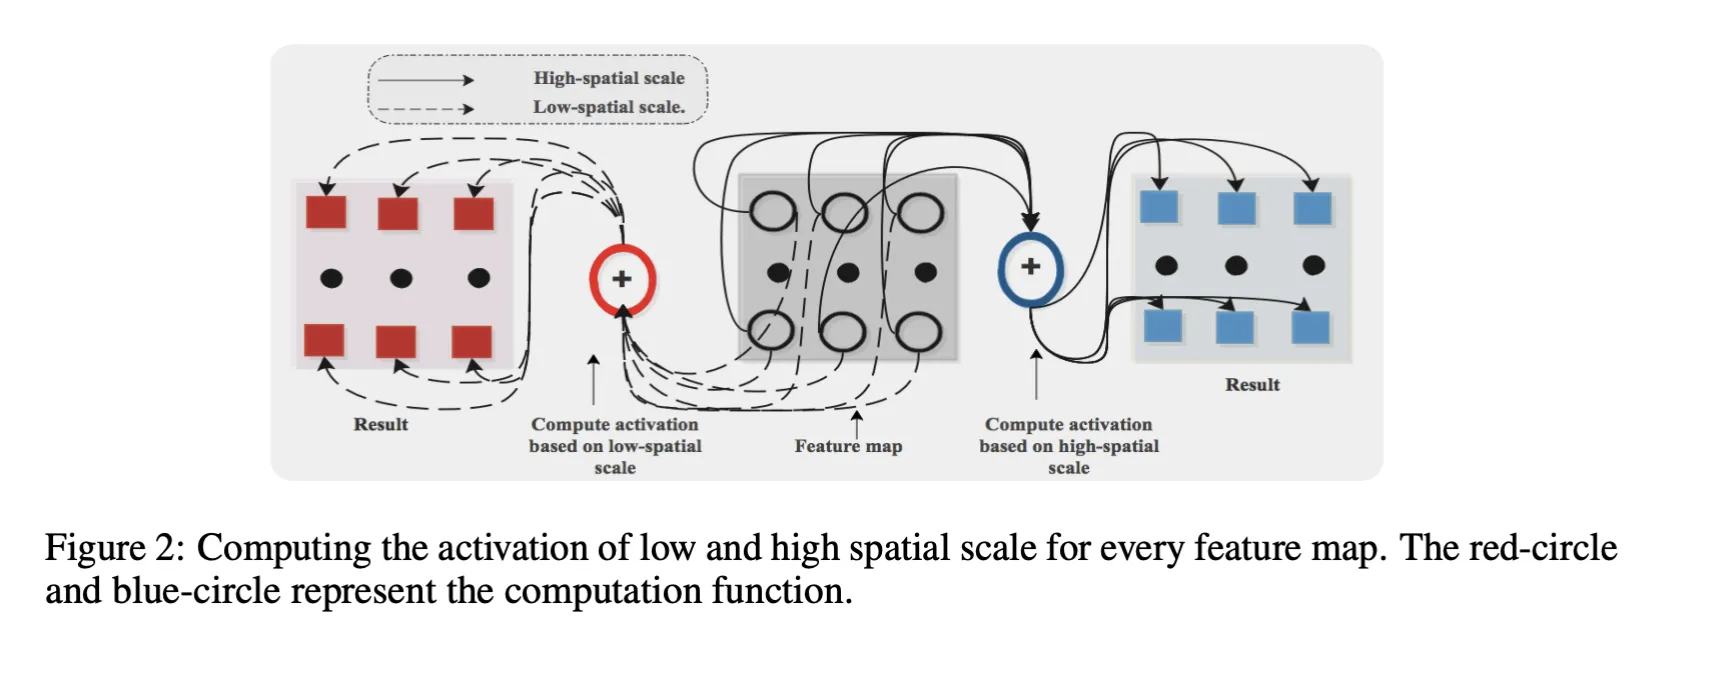 High-spatial scale
Low-spatial scale.
+
+
Result
Result
Compute activation
based on low-spatial
scale
Feature map
Compute activation
based on high-spatial
scale
Figure 2: Computing the activation of low and high spatial scale for every feature map. The red-circle
and blue-circle represent the computation function.